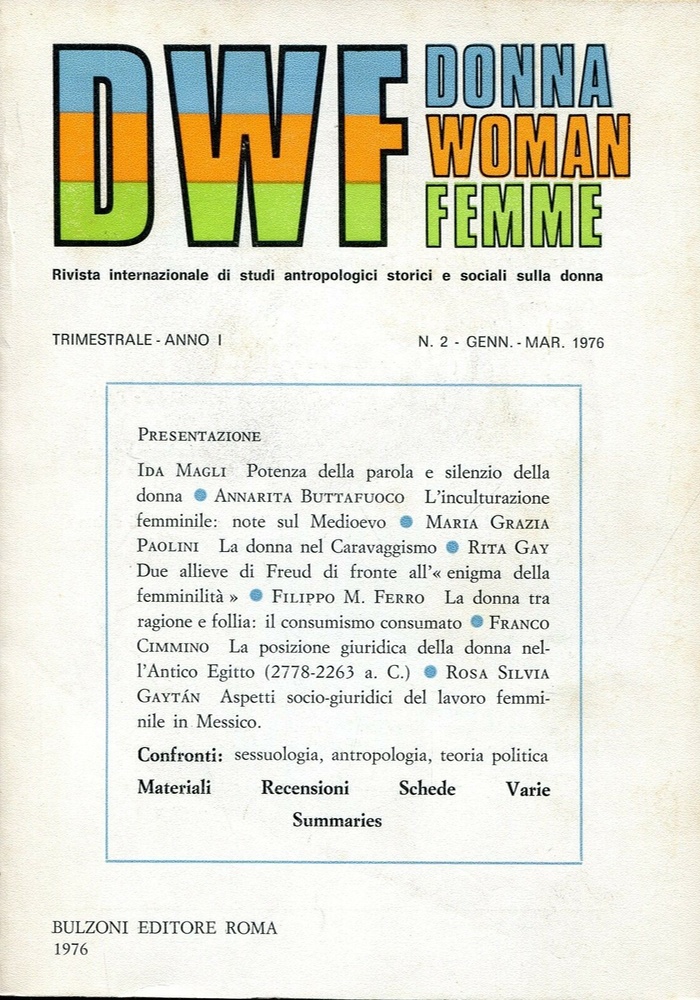 DWF
DONNA
WOMAN
FEMME
Rivista internazionale di studi antropologici storici e sociali sulla donna
TRIMESTRALE - ANNO I
N. 2 - GENN. - MAR. 1976
PRESENTAZIONE
IDA MAGLI Potenza della parola e silenzio della
donna ● ANNARITA BUTTAFUOCO L'inculturazione
femminile: note sul Medioevo ● MARIA GRAZIA
PAOLINI La donna nel Caravaggismo ● RITA GAY
Due allieve di Freud di fronte all'« enigma della
femminilità » ● FILIPPO M. FERRO La donna tra
ragione e follia: il consumismo consumato ● FRANCO
CIMMINO La posizione giuridica della donna nel-
l'Antico Egitto (2778-2263 a. C.) ● ROSA SILVIA
GAYTÁN Aspetti socio-giuridici del lavoro femmi-
nile in Messico.
Confronti: sessuologia, antropologia, teoria politica
Materiali Recensioni Schede Varie
Summaries
BULZONI EDITORE ROMA
1976